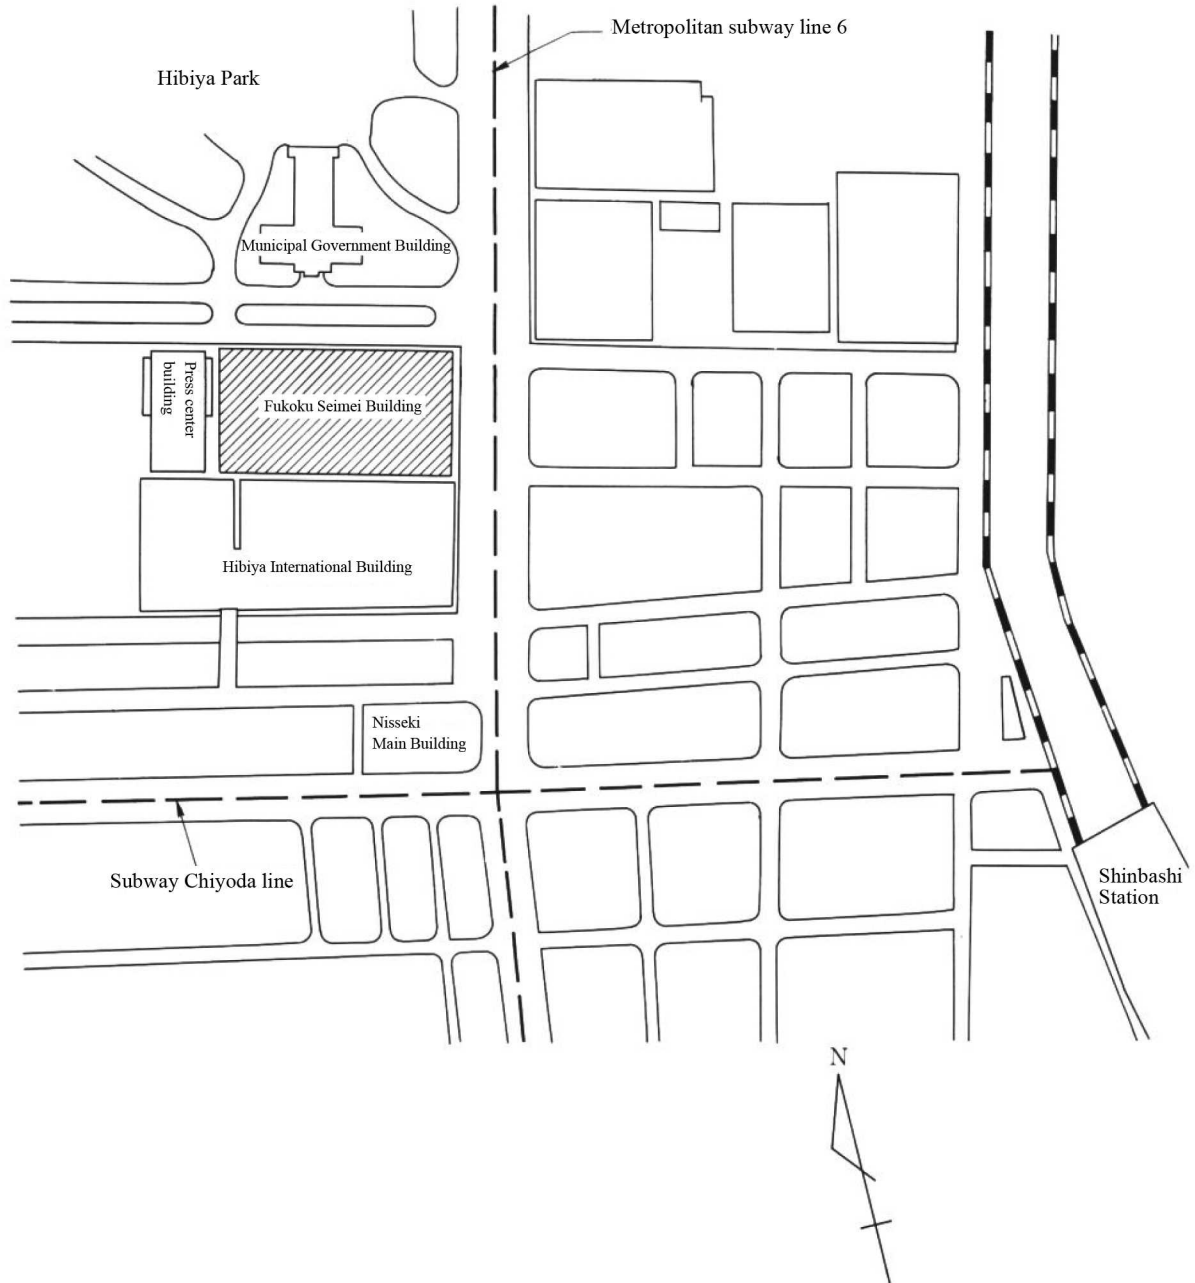 Metropolitan subway line 6
Hibiya Park
Municipal Government Building
Press center
building
Fukoku Seimei Building
Hibiya International Building
Nisseki
Main Building
Subway Chiyoda line
Shinbashi
Station
N